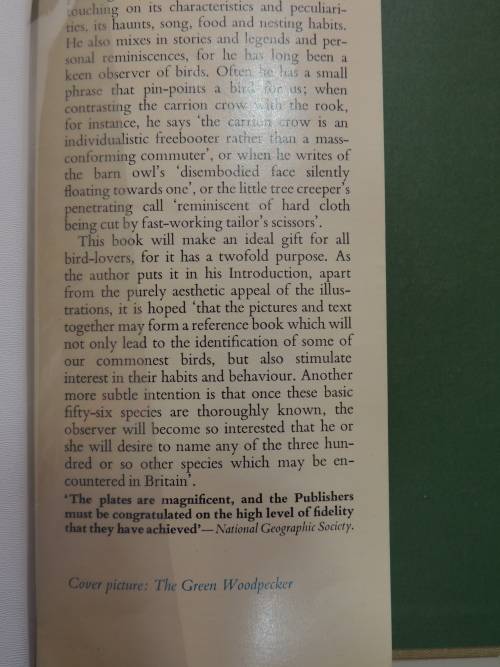 touching on its characteristics and peculiari-
ties, its haunts, song, food and nesting habits.
He also mixes in stories and legends and per-
sonal reminiscences, for he has long been a
keen observer of birds. Often he has a small
phrase that pin-points a bird for us; when
contrasting the carrion crow with the rook,
for instance, he says ‘the carrion crow is an
individualistic freebooter rather than a mass-
conforming commuter’, or when he writes of
the barn owl’s ‘disembodied face silently
floating towards one’, or the little tree creeper’s
penetrating call ‘reminiscent of hard cloth
being cut by fast-working tailor’s scissors’.
This book will make an ideal gift for all
bird-lovers, for it has a twofold purpose. As
the author puts it in his Introduction, apart
from the purely aesthetic appeal of the illus-
trations, it is hoped ‘that the pictures and text
together may form a reference book which will
not only lead to the identification of some of
our commonest birds, but also stimulate
interest in their habits and behaviour. Another
more subtle intention is that once these basic
fifty-six species are thoroughly known, the
observer will become so interested that he or
she will desire to name any of the three hun-
dred or so other species which may be en-
countered in Britain’.
‘The plates are magnificent, and the Publishers
must be congratulated on the high level of fidelity
that they have achieved’—National Geographic Society.
Cover picture: The Green Woodpecker